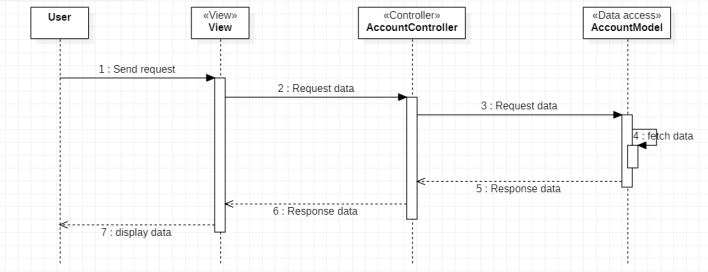 User
«View»
View
«Controller»
AccountController
«Data access»
AccountModel
1 : Send request
2 : Request data
3 : Request data
4 : fetch data
5 : Response data
6 : Response data
7 : display data